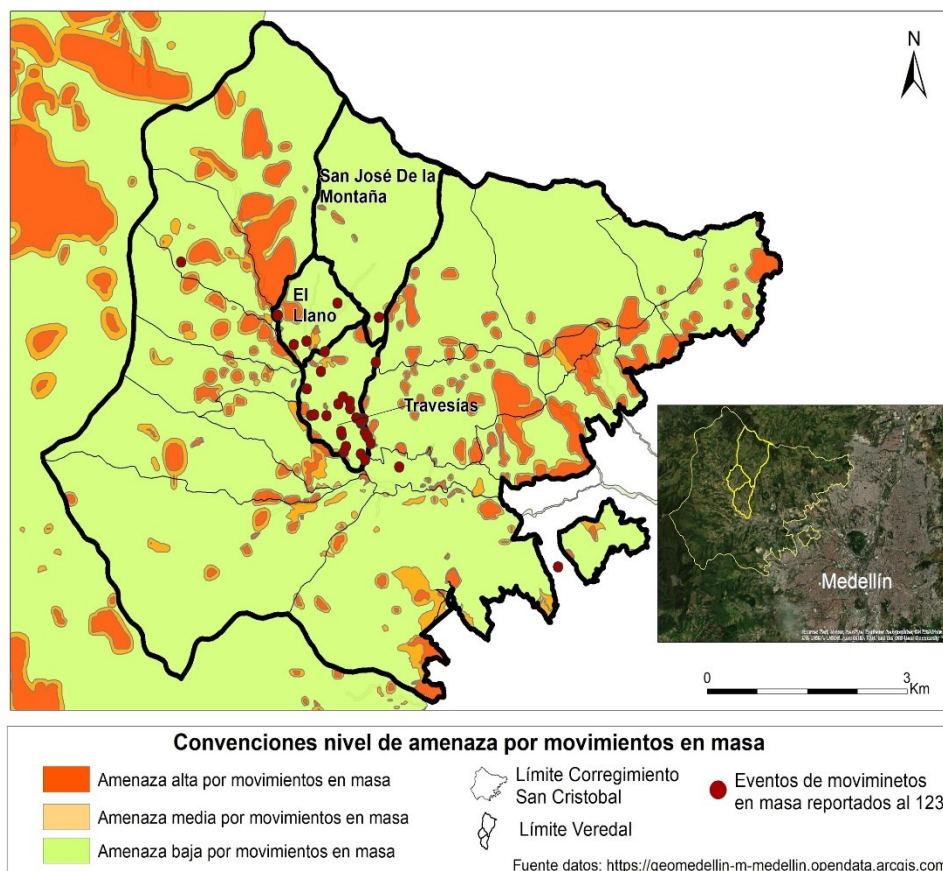 N
San José De la
Montaña
El
Llano
Travesías
Medellín
0 3
Km
Convenciones nivel de amenaza por movimientos en masa
Amenaza alta por movimientos en masa
Amenaza media por movimientos en masa
Amenaza baja por movimientos en masa
Límite Corregimiento
San Cristobal
Límite Veredal
Eventos de moviminetos
en masa reportados al 123
Fuente datos: https://geomedellin-m-medellin.opendata.arcgis.com